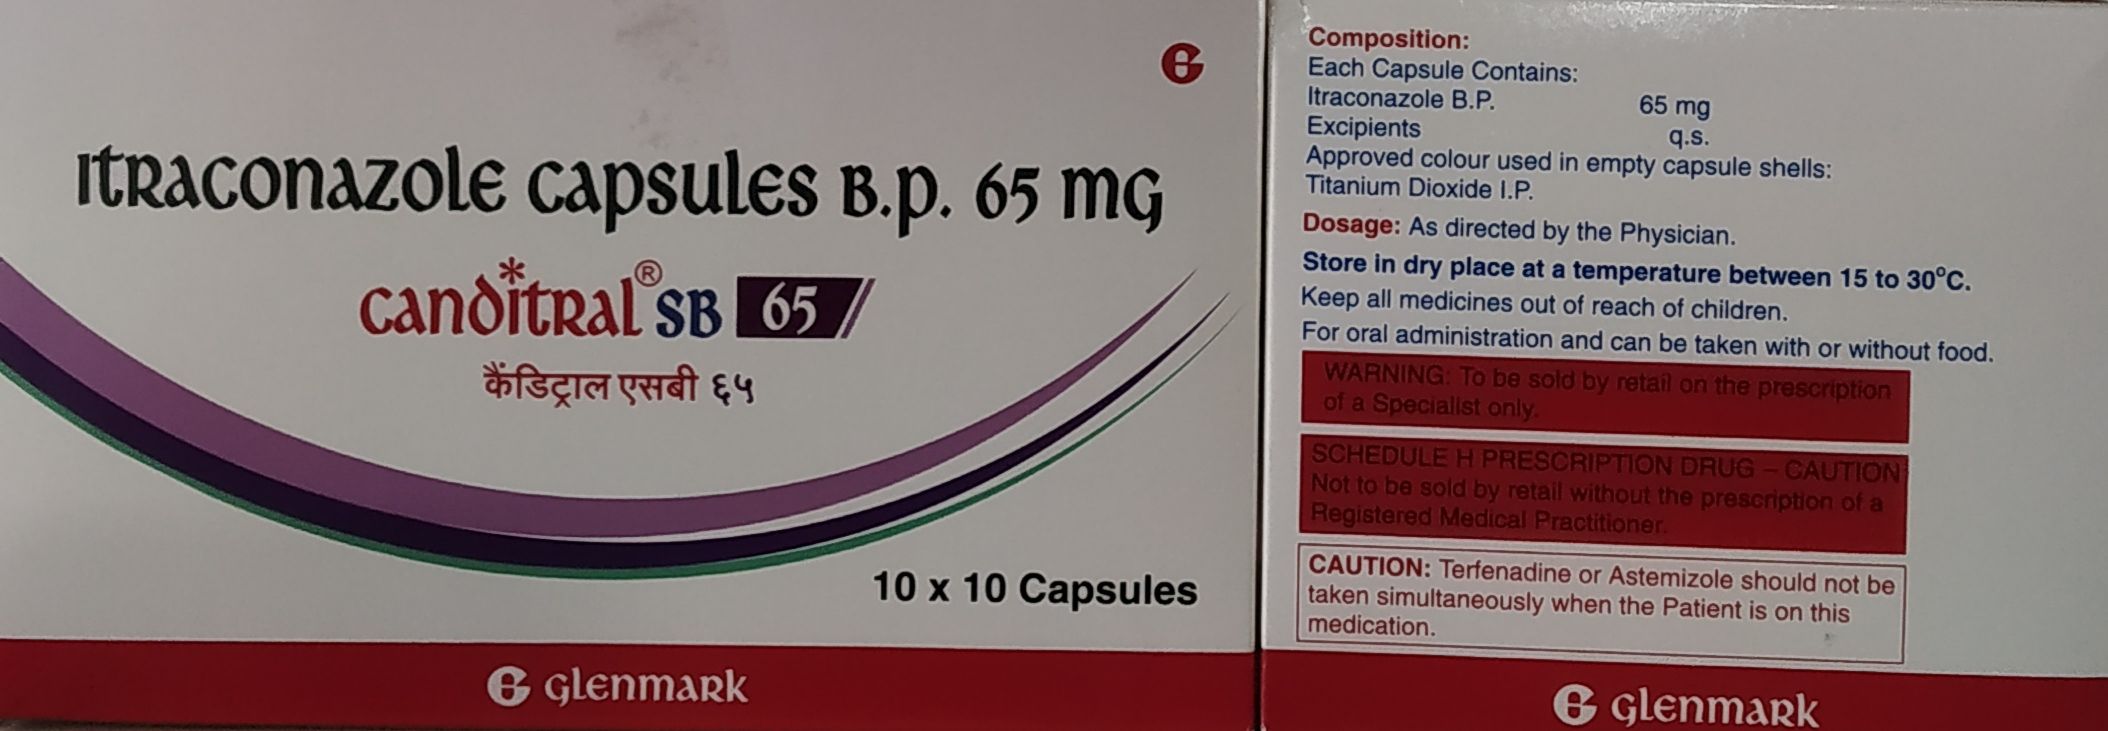 Itraconazole Capsules B.P. 65 mg
Canditral® SB 65
कैंडिट्राल एसबी ६५
10 x 10 Capsules
G glenmark
Composition:
Each Capsule Contains:
Itraconazole B.P. 65 mg
Excipients q.s.
Approved colour used in empty capsule shells:
Titanium Dioxide I.P.
Dosage: As directed by the Physician.
Store in dry place at a temperature between 15 to 30°C.
Keep all medicines out of reach of children.
For oral administration and can be taken with or without food.
WARNING: To be sold by retail on the prescription
of a Specialist only.
SCHEDULE H PRESCRIPTION DRUG – CAUTION
Not to be sold by retail without the prescription of a
Registered Medical Practitioner.
CAUTION: Terfenadine or Astemizole should not be
taken simultaneously when the Patient is on this
medication.
G glenmark